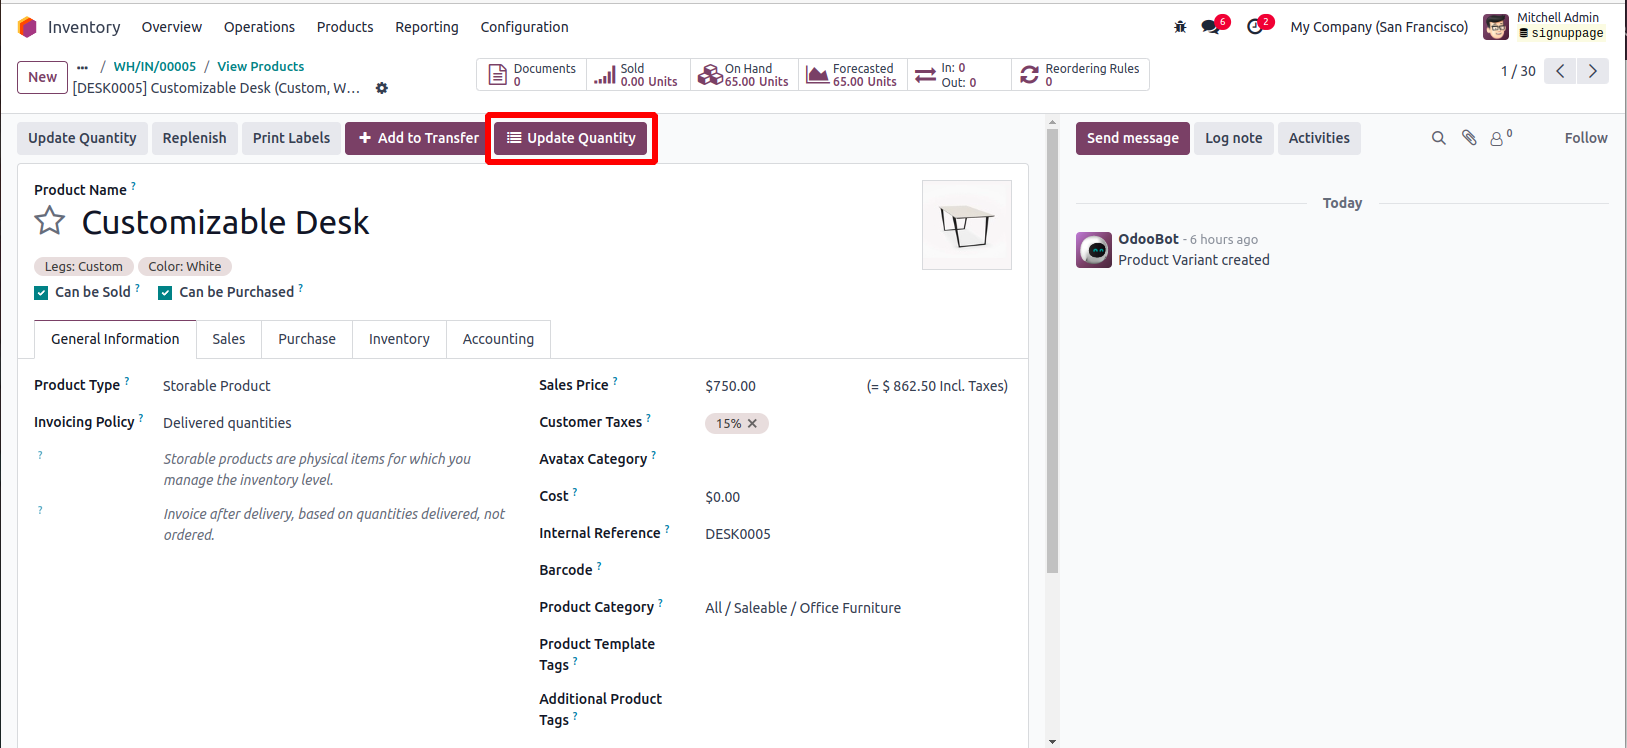 Inventory Overview Operations Products Reporting Configuration 6 2 My Company (San Francisco) Mitchell Admin
signuppage
New ... / WH/IN/00005 / View Products
[DESK0005] Customizable Desk (Custom, W...
Documents
0
Sold
0.00 Units
On Hand
65.00 Units
Forecasted
65.00 Units
In: 0
Out: 0
Reordering Rules
0
1 / 30
Update Quantity Replenish Print Labels + Add to Transfer Update Quantity
Send message Log note Activities 0 Follow
Product Name ?
Customizable Desk
Legs: Custom Color: White
Can be Sold ? Can be Purchased ?
General Information Sales Purchase Inventory Accounting
Product Type ? Storable Product
Invoicing Policy ? Delivered quantities
? Storable products are physical items for which you
manage the inventory level.
? Invoice after delivery, based on quantities delivered, not
ordered.
Sales Price ? $750.00 (= $ 862.50 Incl. Taxes)
Customer Taxes ? 15% ✕
Avatax Category ?
Cost ? $0.00
Internal Reference ? DESK0005
Barcode ?
Product Category ? All / Saleable / Office Furniture
Product Template
Tags ?
Additional Product
Tags ?
Today
OdooBot - 6 hours ago
Product Variant created